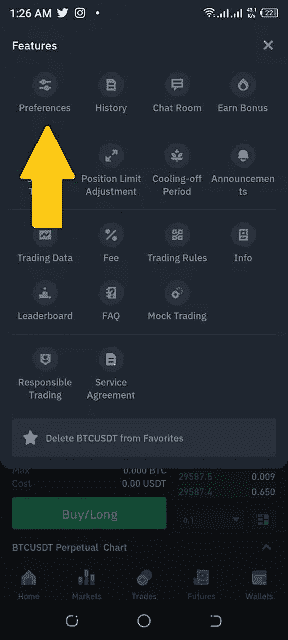 1:26 AM
Features
Preferences History Chat Room Earn Bonus
Position Limit Cooling-off Announcemen
Adjustment Period ts
Trading Data Fee Trading Rules Info
Leaderboard FAQ Mock Trading
Responsible Service
Trading Agreement
Delete BTCUSDT from Favorites
0.000 BTC 29587.5 0.009
Cost 0.00 USDT 29587.4 0.650
Buy/Long 0.1
BTCUSDT Perpetual Chart
Home Markets Trades Futures Wallets